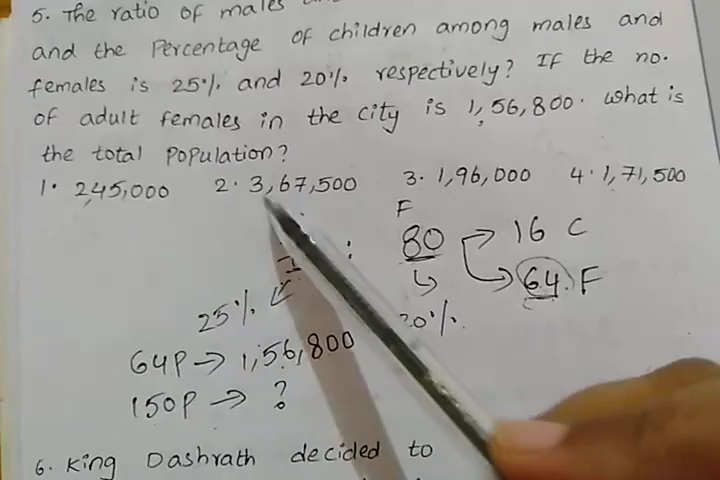 5. The ratio of males
and the Percentage of children among males and
females is 25% and 20% respectively? If the no.
of adult females in the city is 1,56,800. What is
the total Population?
1. 245,000 2. 3,67,500 3. 1,96,000 4. 1,71,500
F
: 80 16 C
64 F
25% 20%
64P → 1,56,800
150P → ?
6. King Dashrath decided to